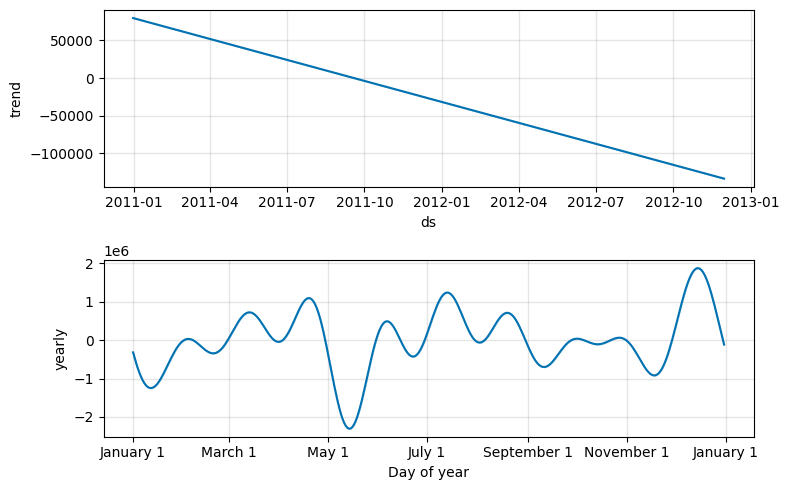 50000
0
−50000
−100000
trend
2011-01 2011-04 2011-07 2011-10 2012-01 2012-04 2012-07 2012-10 2013-01
ds
1e6
2
1
0
−1
−2
yearly
January 1 March 1 May 1 July 1 September 1 November 1 January 1
Day of year